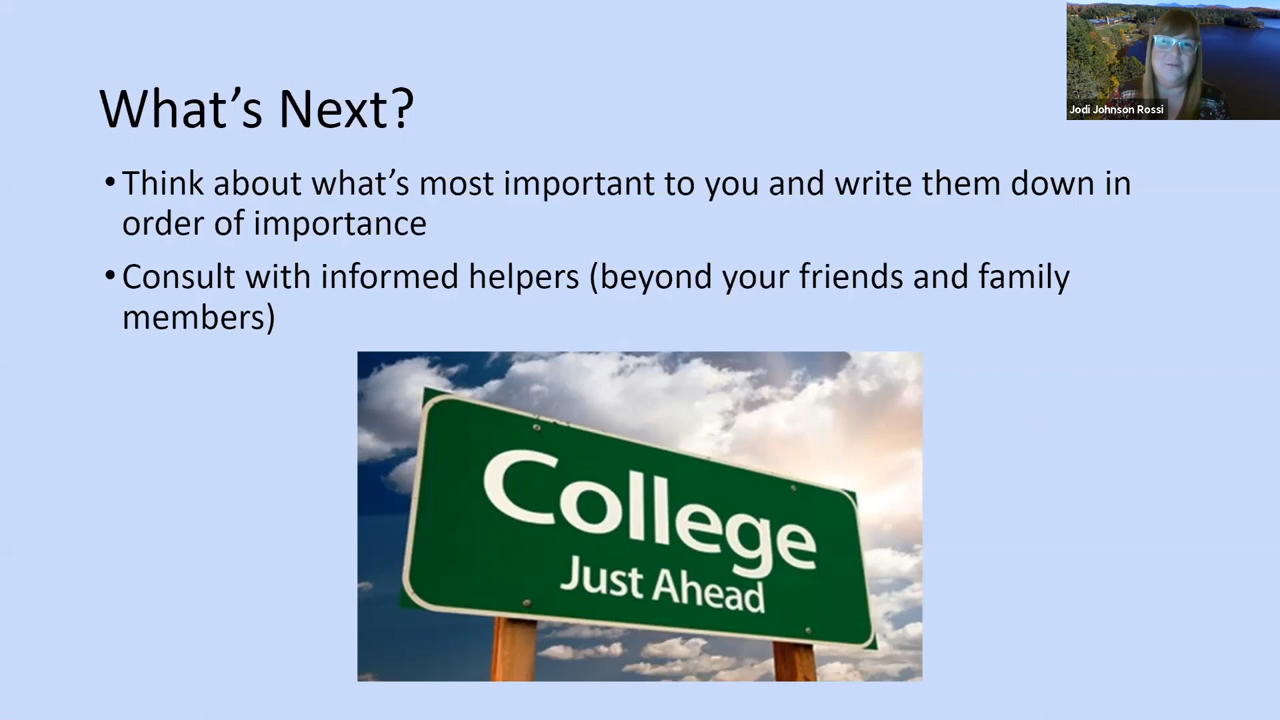 Jodi Johnson Rossi
What’s Next?
•Think about what’s most important to you and write them down in
order of importance
•Consult with informed helpers (beyond your friends and family
members)
College
Just Ahead